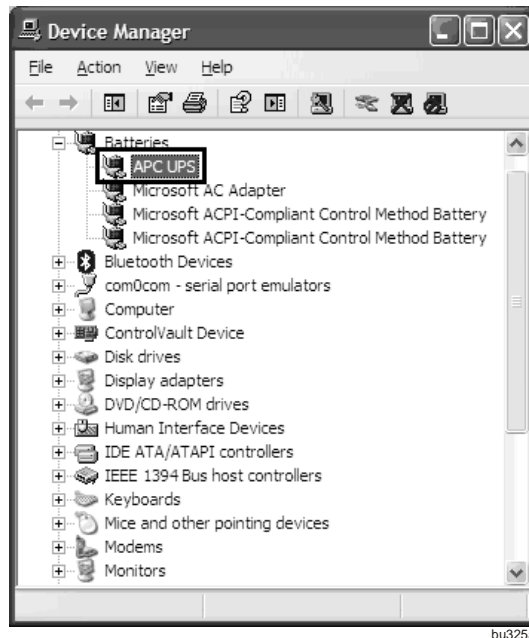 Device Manager
File Action View Help
Batteries
APC UPS
Microsoft AC Adapter
Microsoft ACPI-Compliant Control Method Battery
Microsoft ACPI-Compliant Control Method Battery
Bluetooth Devices
com0com - serial port emulators
Computer
ControlVault Device
Disk drives
Display adapters
DVD/CD-ROM drives
Human Interface Devices
IDE ATA/ATAPI controllers
IEEE 1394 Bus host controllers
Keyboards
Mice and other pointing devices
Modems
Monitors
bu325